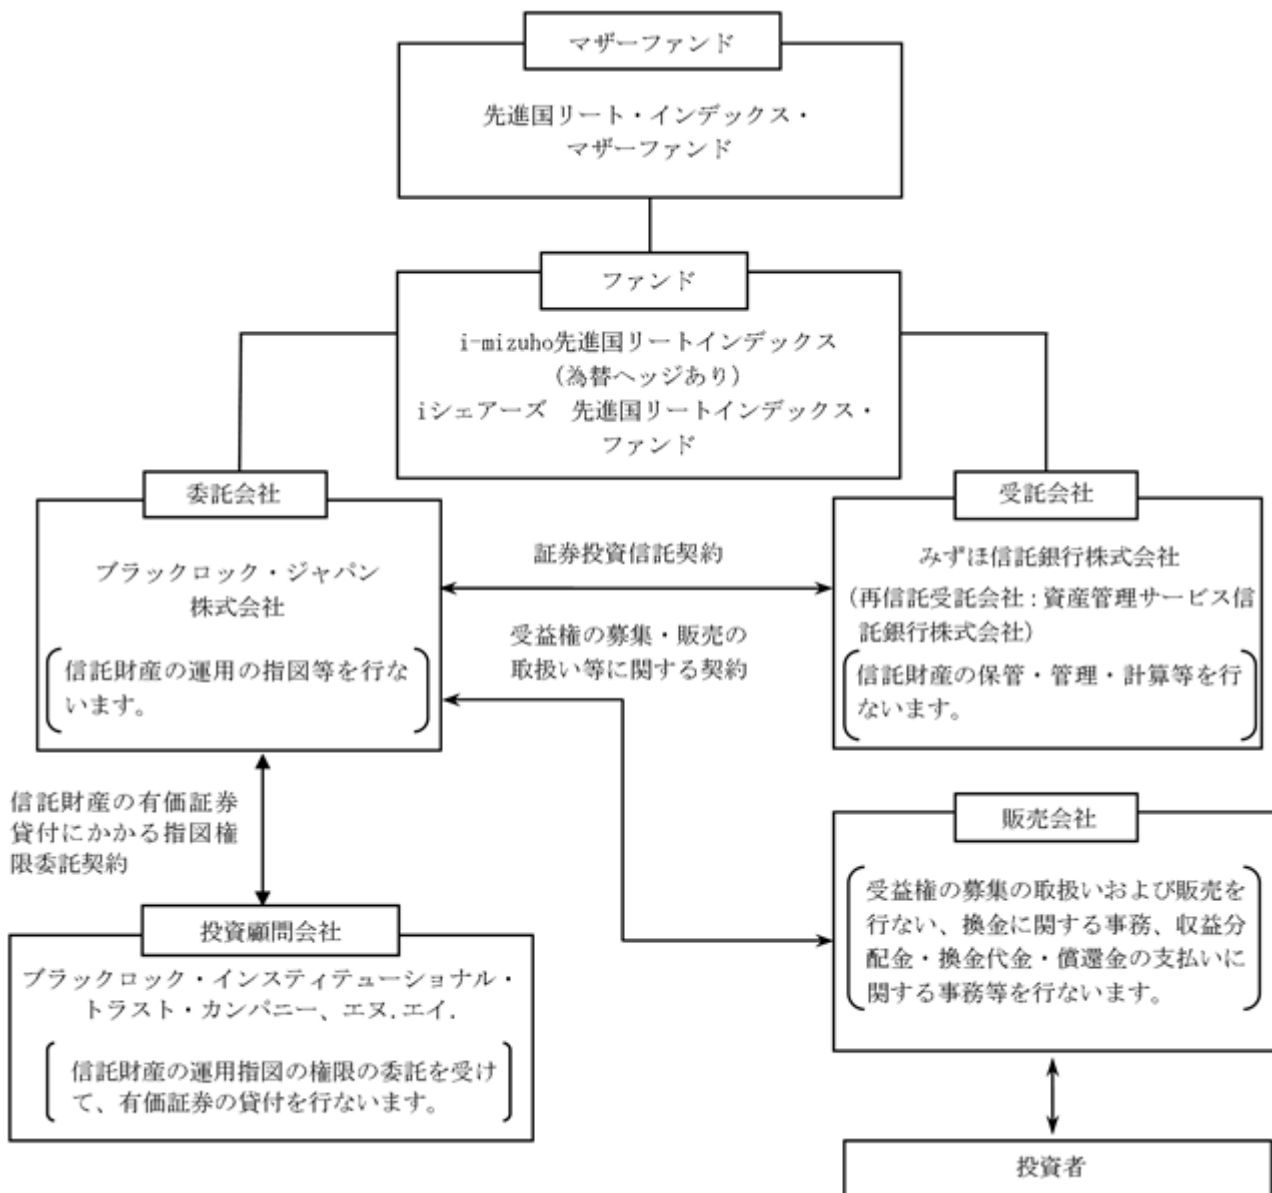 マザーファンド
先進国リート・インデックス・
マザーファンド
ファンド
i-mizuho先進国リートインデックス
（為替ヘッジあり）
iシェアーズ　先進国リートインデックス・
ファンド
委託会社
ブラックロック・ジャパン
株式会社
信託財産の運用の指図等を行な
います。
証券投資信託契約
受益権の募集・販売の
取扱い等に関する契約
受託会社
みずほ信託銀行株式会社
（再信託受託会社：資産管理サービス信
託銀行株式会社）
信託財産の保管・管理・計算等を行
ないます。
信託財産の有価証券
貸付にかかる指図権
限委託契約
投資顧問会社
ブラックロック・インスティテューショナル・
トラスト・カンパニー、エヌ.エイ.
信託財産の運用指図の権限の委託を受け
て、有価証券の貸付を行ないます。
販売会社
受益権の募集の取扱いおよび販売を
行ない、換金に関する事務、収益分
配金・換金代金・償還金の支払いに
関する事務等を行ないます。
投資者